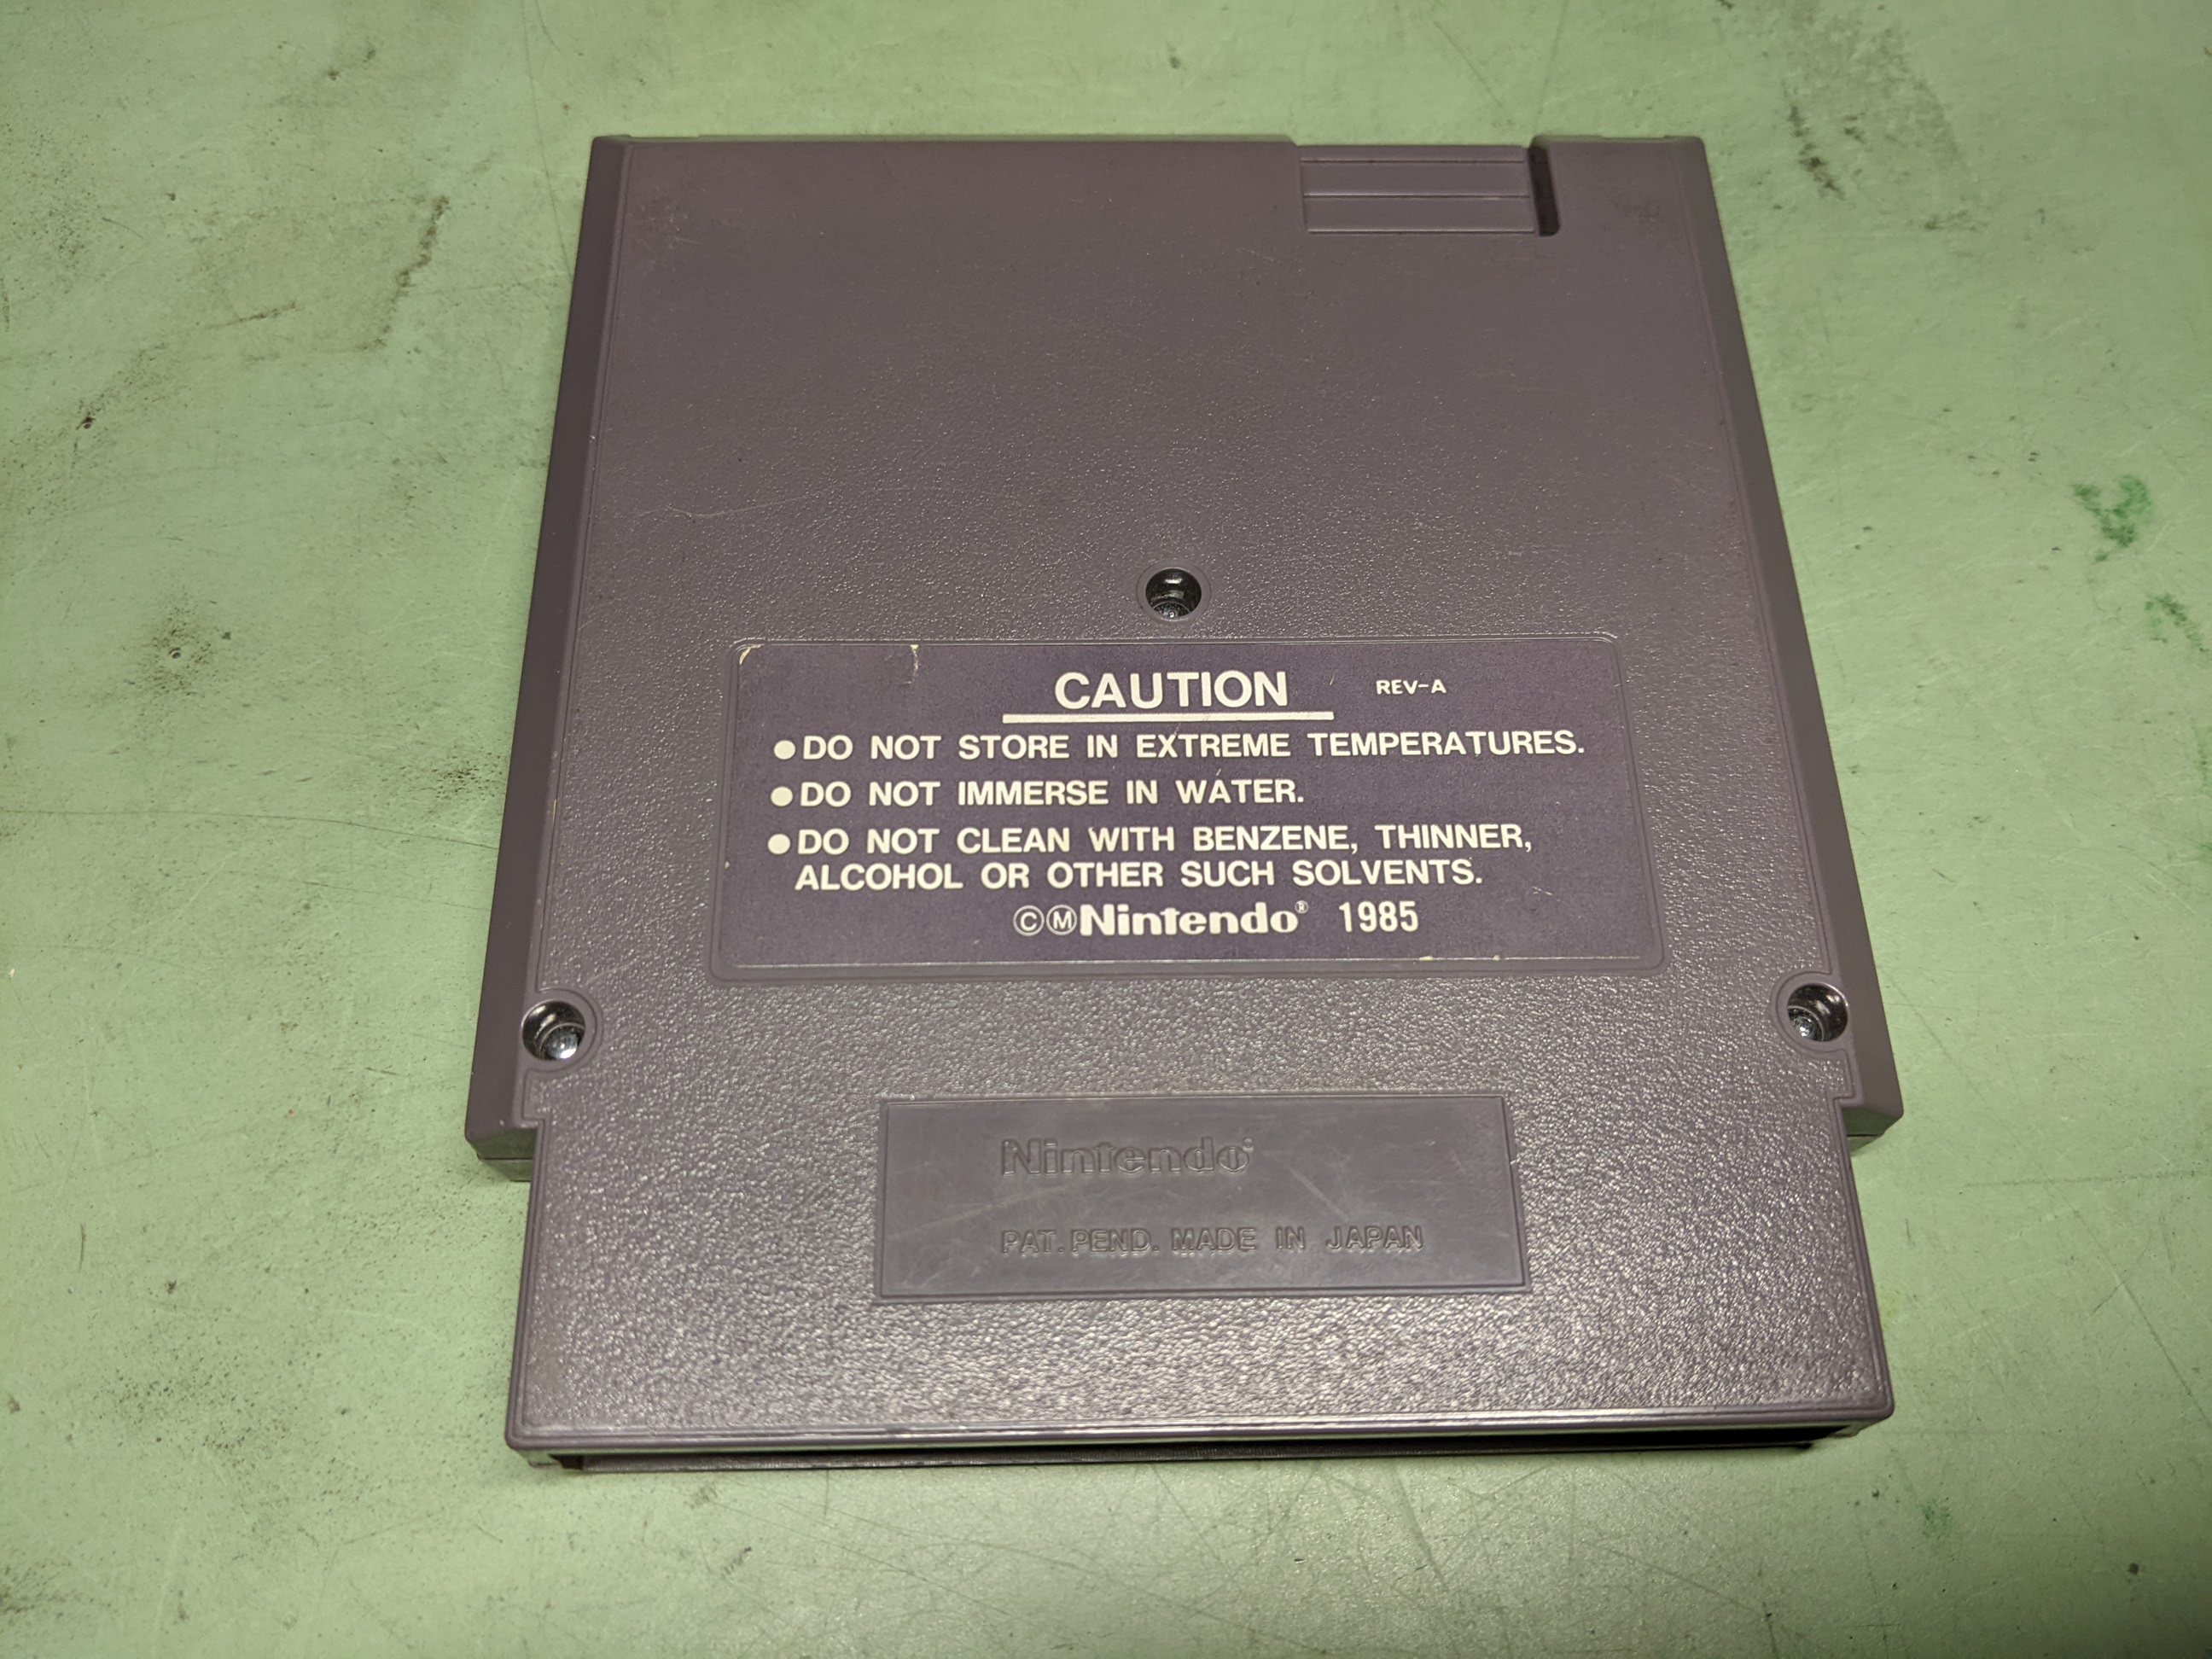 CAUTION REV-A
●DO NOT STORE IN EXTREME TEMPERATURES.
●DO NOT IMMERSE IN WATER.
●DO NOT CLEAN WITH BENZENE, THINNER,
ALCOHOL OR OTHER SUCH SOLVENTS.
©ⓂNintendo® 1985
Nintendo®
PAT. PEND. MADE IN JAPAN